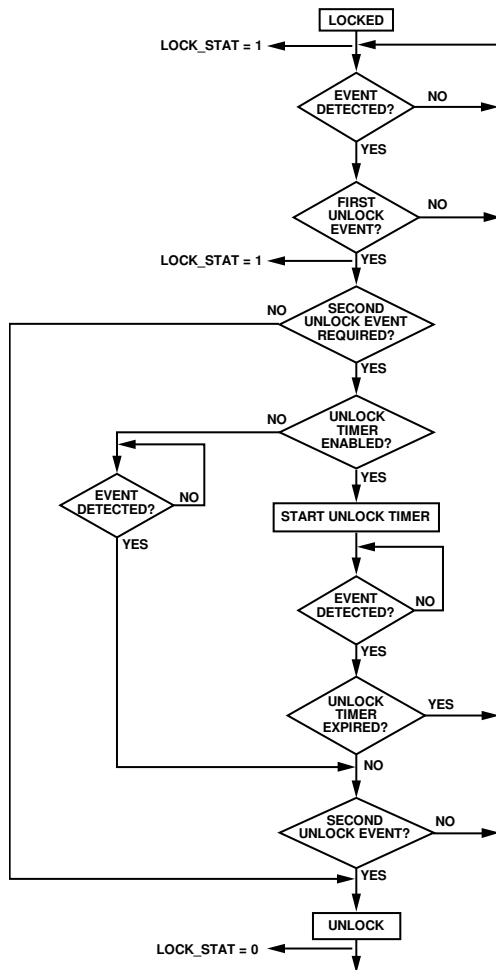 LOCKED
LOCK_STAT = 1
EVENT
DETECTED?
NO
YES
FIRST
UNLOCK
EVENT?
NO
YES
LOCK_STAT = 1
SECOND
UNLOCK EVENT
REQUIRED?
NO
YES
UNLOCK
TIMER
ENABLED?
NO
YES
EVENT
DETECTED?
NO
YES
START UNLOCK TIMER
EVENT
DETECTED?
NO
YES
UNLOCK
TIMER
EXPIRED?
YES
NO
SECOND
UNLOCK EVENT?
NO
YES
UNLOCK
LOCK_STAT = 0